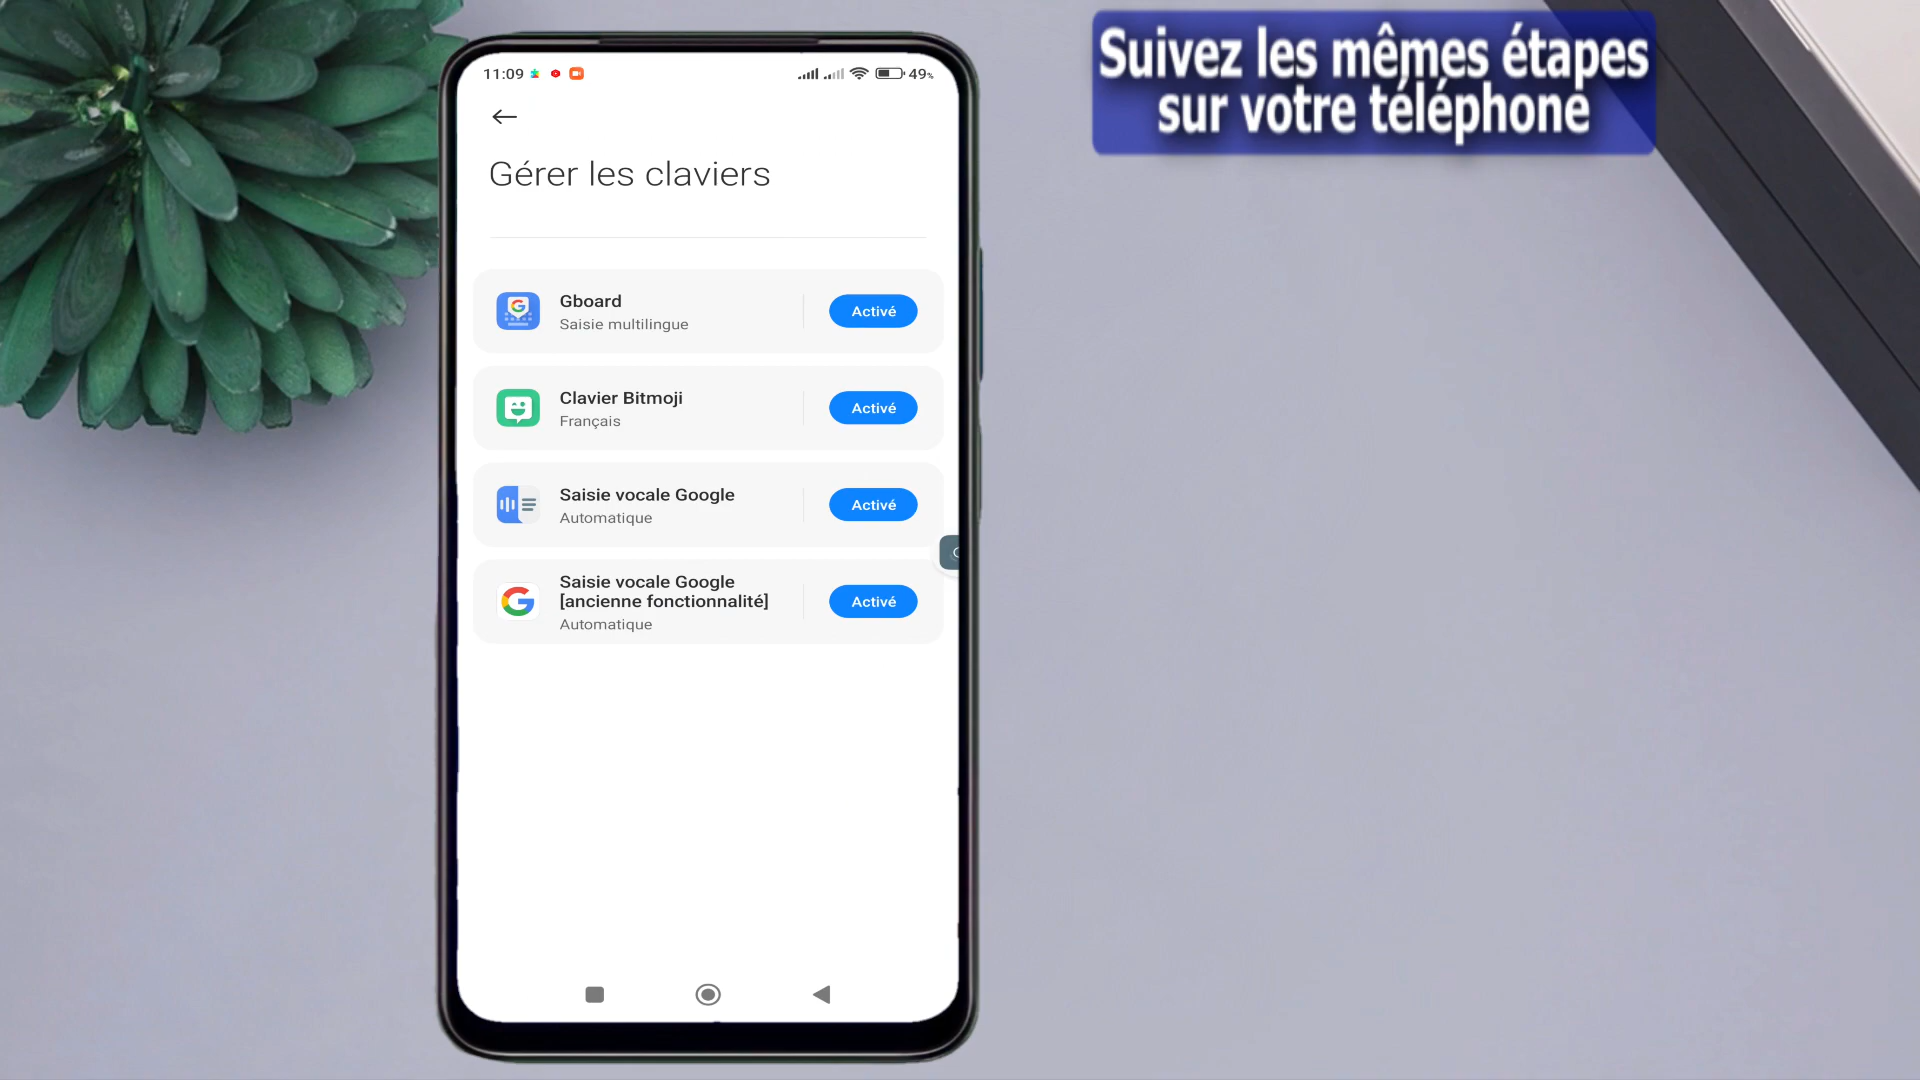 Suivez les mêmes étapes
sur votre téléphone
11:09
49%
Gérer les claviers
Gboard
Saisie multilingue
Activé
Clavier Bitmoji
Français
Activé
Saisie vocale Google
Automatique
Activé
Saisie vocale Google
[ancienne fonctionnalité]
Automatique
Activé